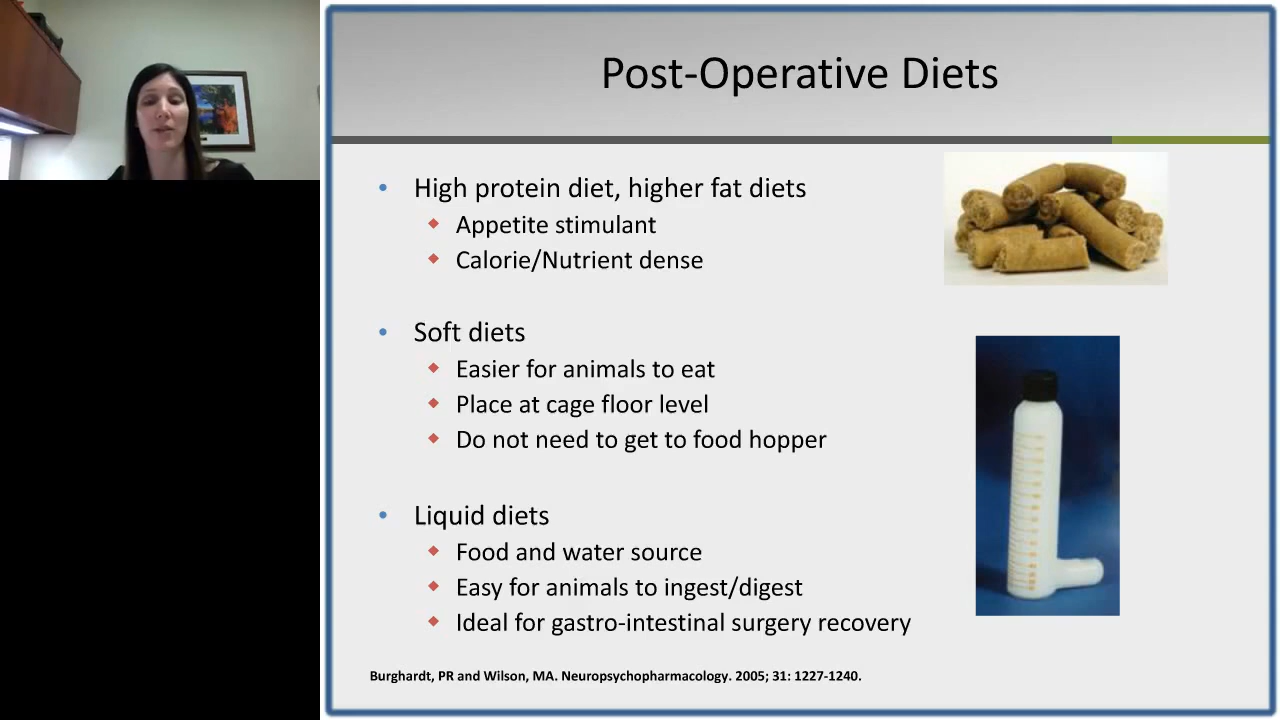 Post-Operative Diets
• High protein diet, higher fat diets
Appetite stimulant
Calorie/Nutrient dense
• Soft diets
Easier for animals to eat
Place at cage floor level
Do not need to get to food hopper
• Liquid diets
Food and water source
Easy for animals to ingest/digest
Ideal for gastro-intestinal surgery recovery
Burghardt, PR and Wilson, MA. Neuropsychopharmacology. 2005; 31: 1227-1240.